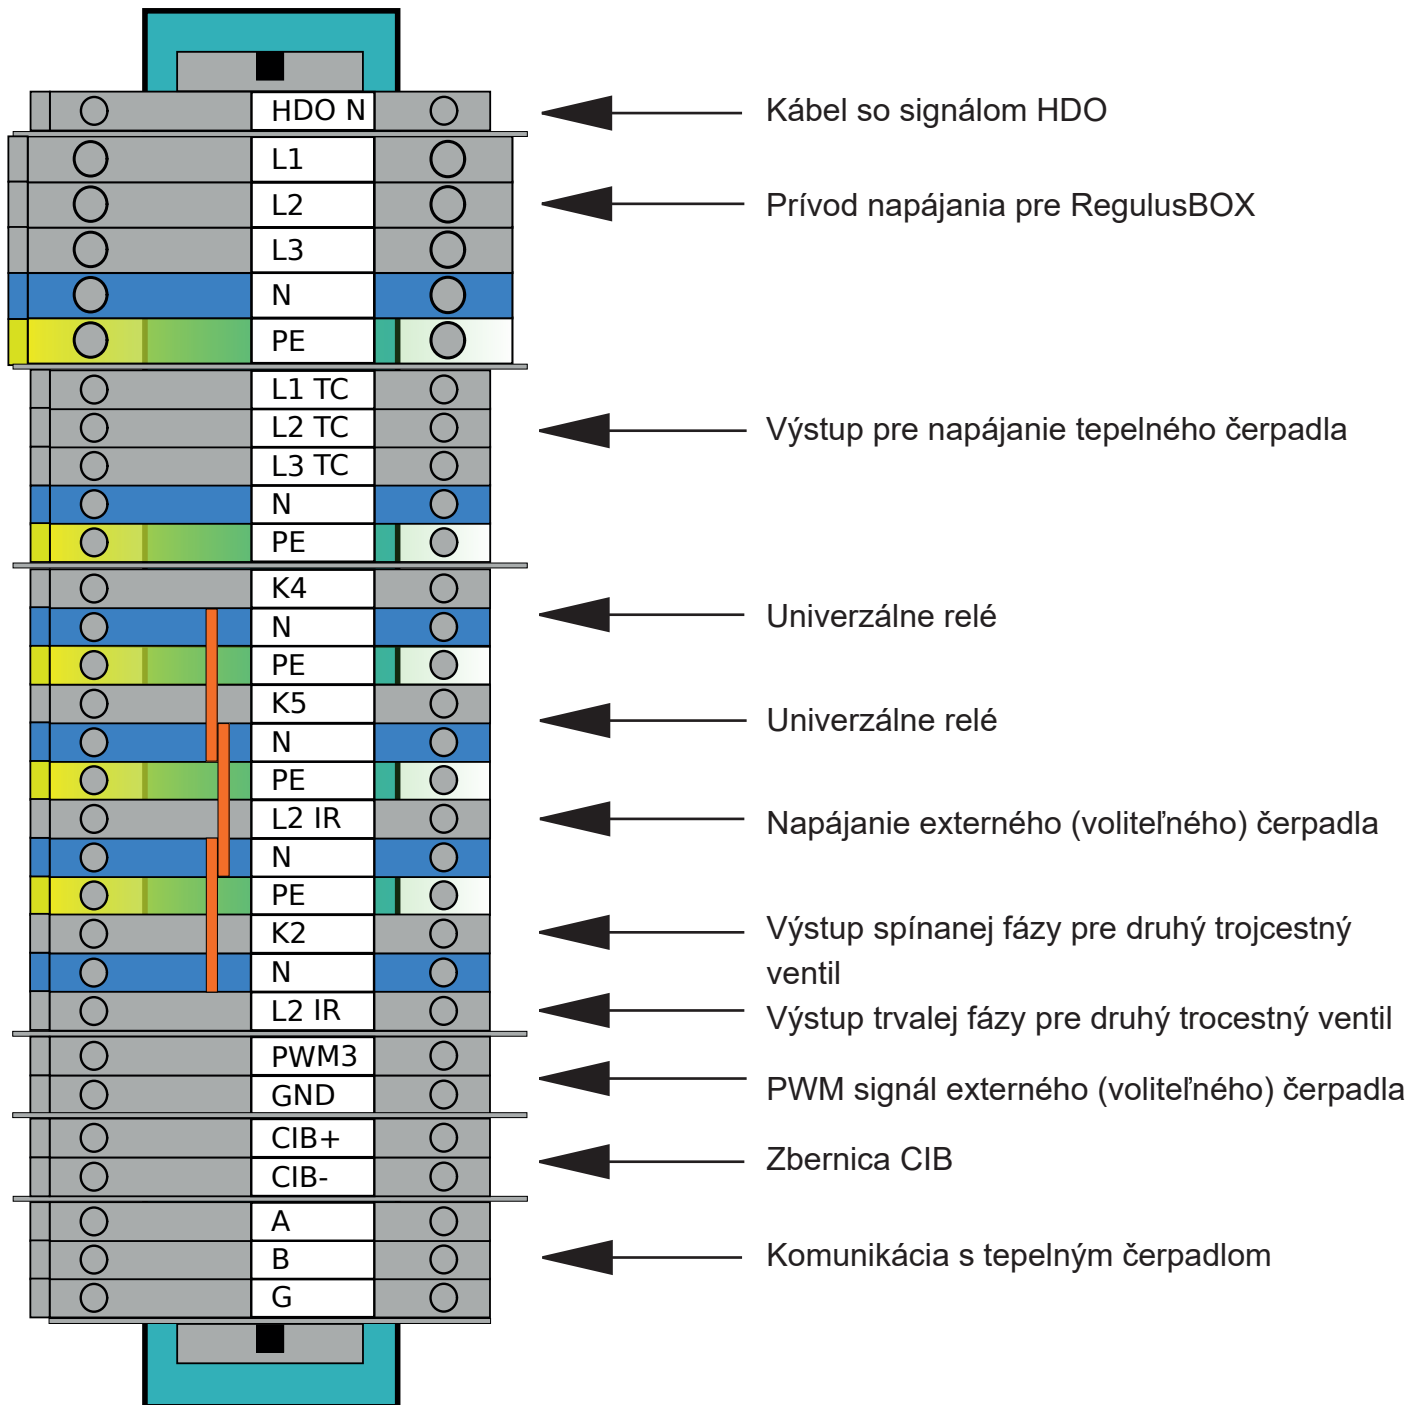 HDO N
Kábel so signálom HDO
L1
L2
Prívod napájania pre RegulusBOX
L3
N
PE
L1 TC
L2 TC
Výstup pre napájanie tepelného čerpadla
L3 TC
N
PE
K4
N
Univerzálne relé
PE
K5
Univerzálne relé
N
PE
L2 IR
Napájanie externého (voliteľného) čerpadla
N
PE
K2
Výstup spínanej fázy pre druhý trojcestný
ventil
N
L2 IR
Výstup trvalej fázy pre druhý trocestný ventil
PWM3
PWM signál externého (voliteľného) čerpadla
GND
CIB+
Zbernica CIB
CIB-
A
B
Komunikácia s tepelným čerpadlom
G